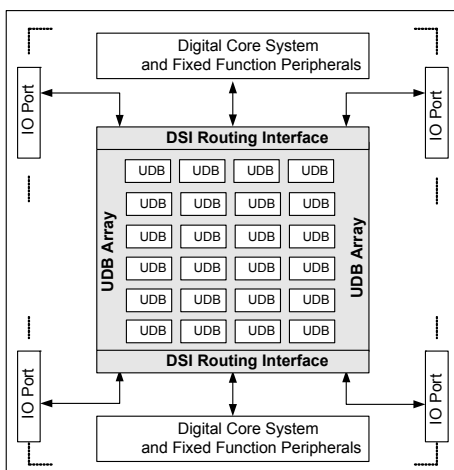 Digital Core System
and Fixed Function Peripherals
IO Port
IO Port
DSI Routing Interface
UDB Array
UDB UDB UDB UDB
UDB UDB UDB UDB
UDB UDB UDB UDB
UDB UDB UDB UDB
UDB UDB UDB UDB
UDB UDB UDB UDB
UDB Array
DSI Routing Interface
IO Port
IO Port
Digital Core System
and Fixed Function Peripherals